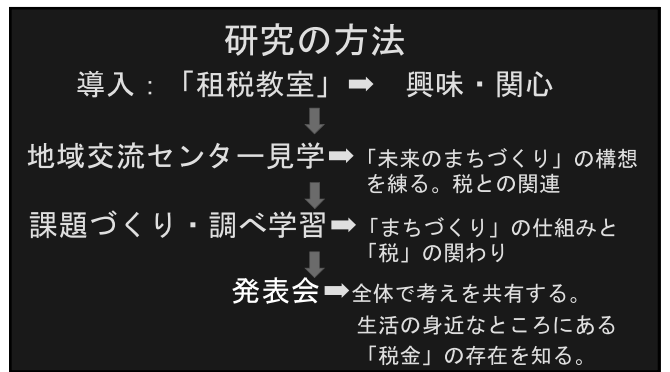 研究の方法
導入：「租税教室」➡ 興味・関心
⬇
地域交流センター見学➡「未来のまちづくり」の構想
を練る。税との関連
⬇
課題づくり・調べ学習➡「まちづくり」の仕組みと
「税」の関わり
⬇
発表会➡全体で考えを共有する。
生活の身近なところにある
「税金」の存在を知る。